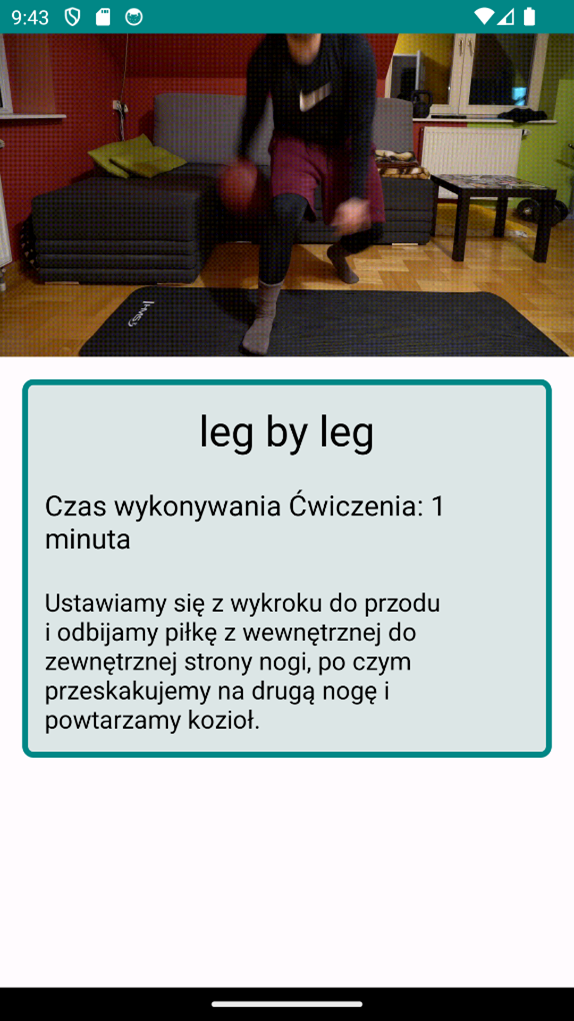 9:43
HMS
leg by leg
Czas wykonywania Ćwiczenia: 1
minuta
Ustawiamy się z wykroku do przodu
i odbijamy piłkę z wewnętrznej do
zewnętrznej strony nogi, po czym
przeskakujemy na drugą nogę i
powtarzamy kozioł.